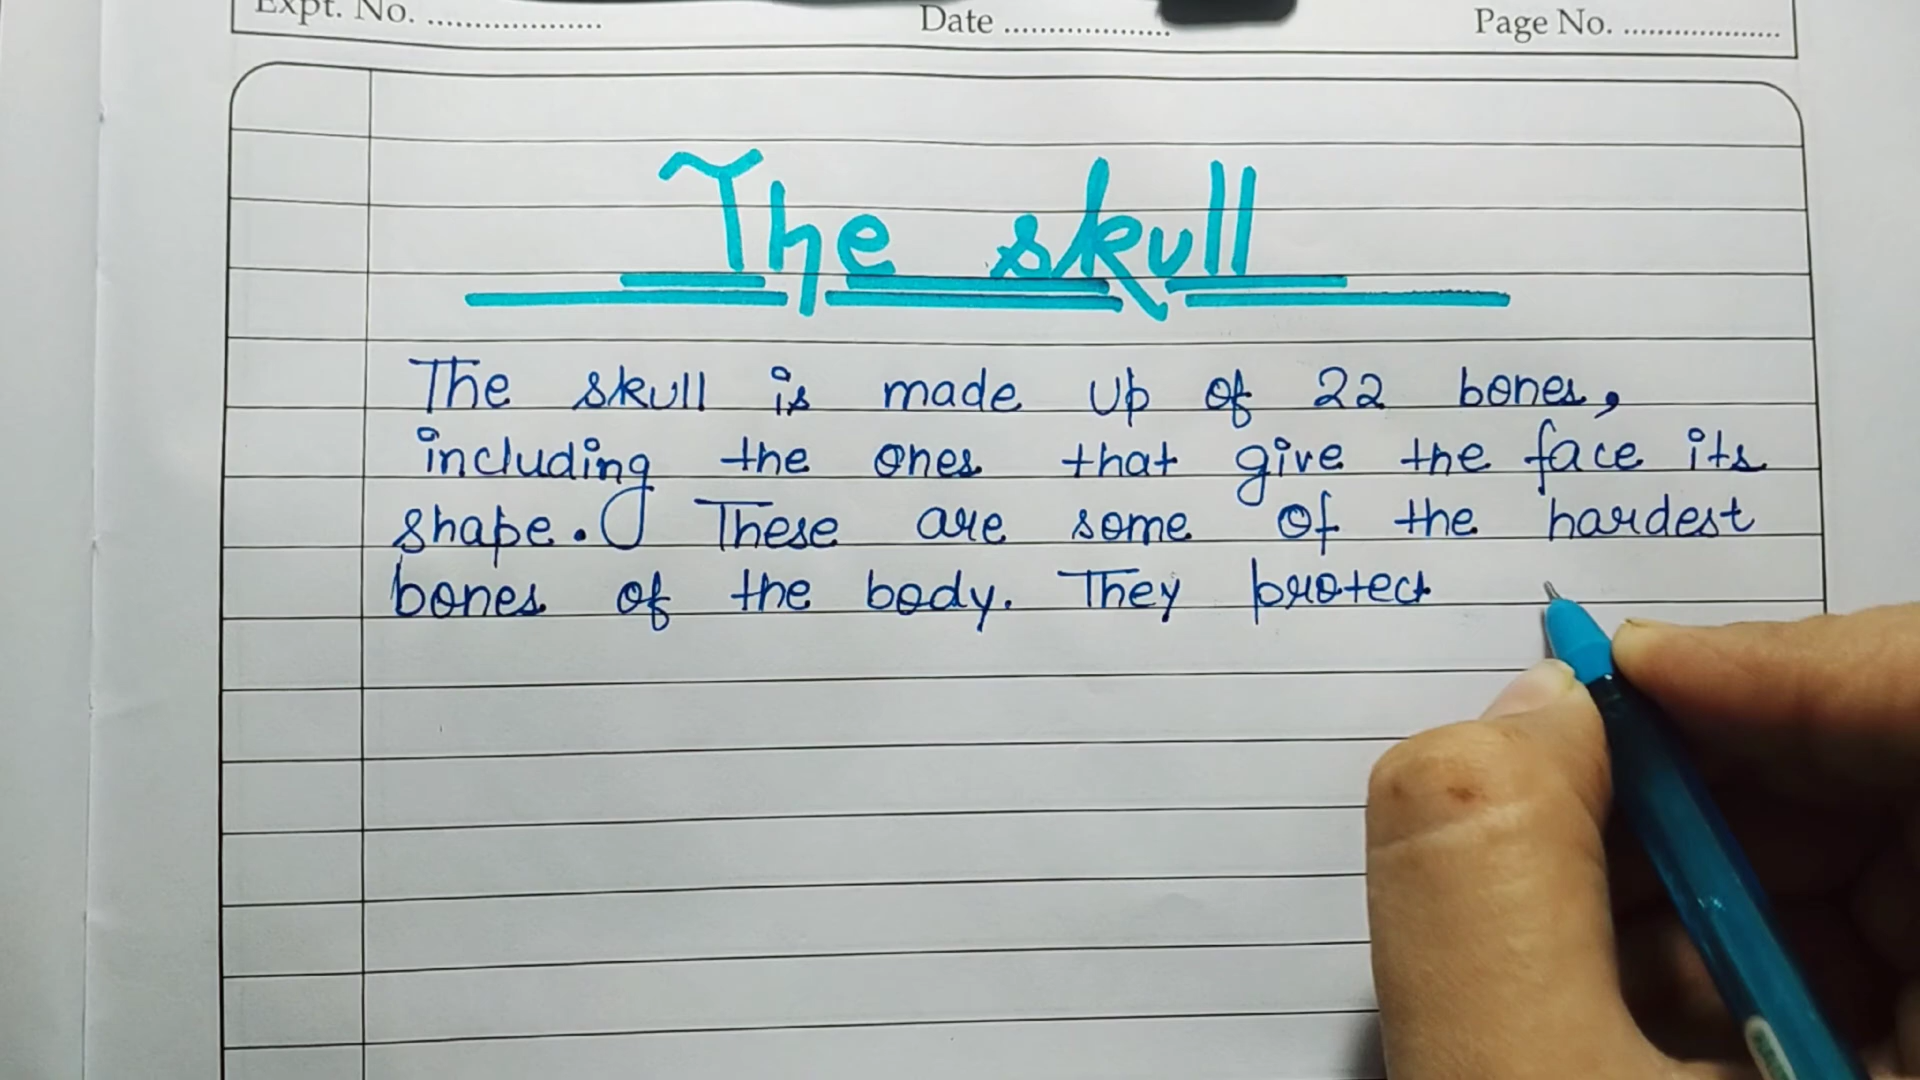 Expt. No. ........................
Date .......................
Page No. ......................
The skull
The skull is made up of 22 bones,
including the ones that give the face its
shape. These are some of the hardest
bones of the body. They protect